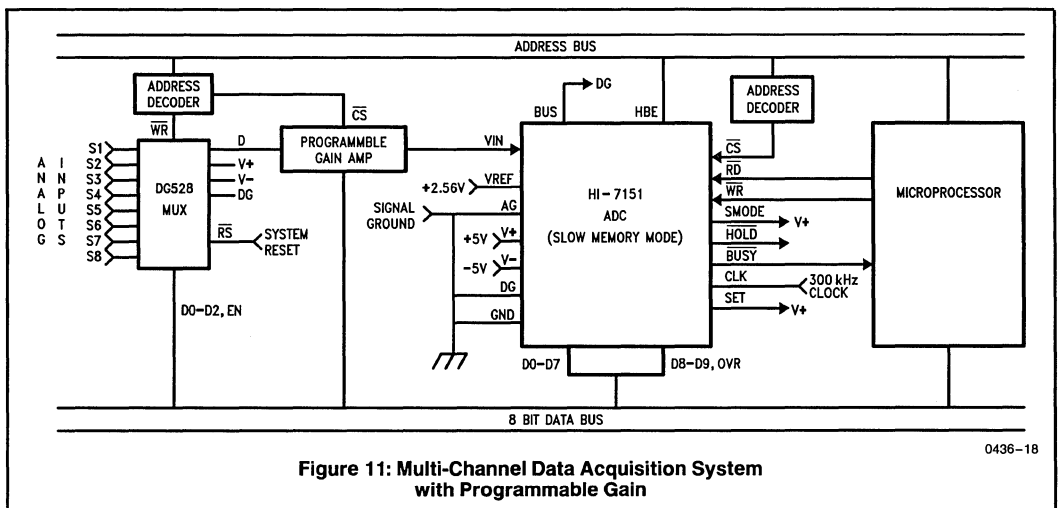 ADDRESS BUS
ADDRESS
DECODER
WR
CS
D
PROGRAMMBLE
GAIN AMP
ANALOG
INPUTS
S1
S2
S3
S4
S5
S6
S7
S8
DG528
MUX
V+
V−
DG
RS
SYSTEM
RESET
D0–D2, EN
BUS
DG
HBE
VIN
+2.56V
VREF
SIGNAL
GROUND
AG
+5V
V+
-5V
V−
DG
GND
HI-7151
ADC
(SLOW MEMORY MODE)
ADDRESS
DECODER
CS
RD
WR
SMODE
V+
HOLD
BUSY
CLK
300 kHz
CLOCK
SET
V+
MICROPROCESSOR
D0–D7
D8–D9, OVR
8 BIT DATA BUS
0436–18
Figure 11: Multi-Channel Data Acquisition System
with Programmable Gain